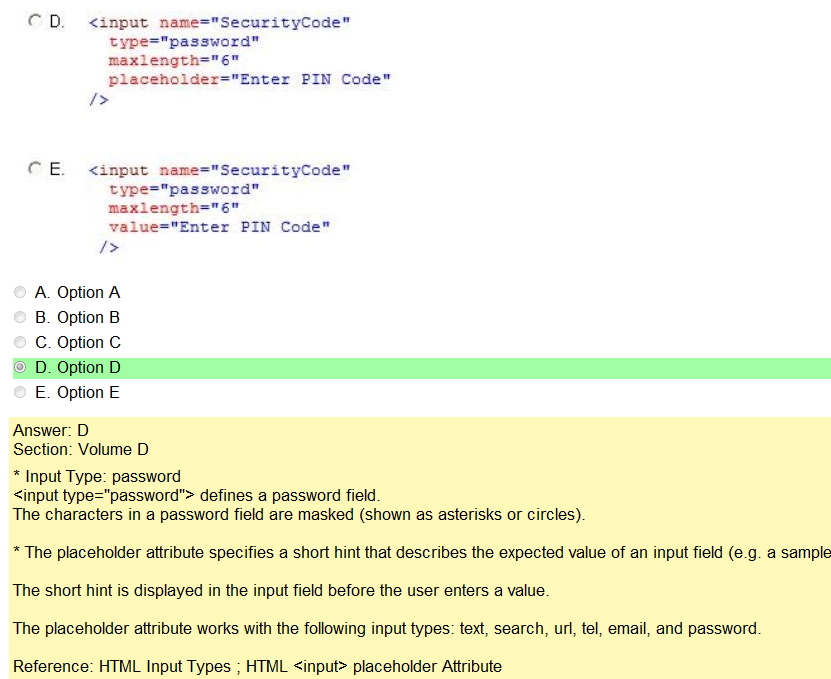 D. <input name="SecurityCode"
type="password"
maxlength="6"
placeholder="Enter PIN Code"
/>
E. <input name="SecurityCode"
type="password"
maxlength="6"
value="Enter PIN Code"
/>
A. Option A
B. Option B
C. Option C
D. Option D
E. Option E
Answer: D
Section: Volume D
* Input Type: password
<input type="password"> defines a password field.
The characters in a password field are masked (shown as asterisks or circles).
* The placeholder attribute specifies a short hint that describes the expected value of an input field (e.g. a sample
The short hint is displayed in the input field before the user enters a value.
The placeholder attribute works with the following input types: text, search, url, tel, email, and password.
Reference: HTML Input Types ; HTML <input> placeholder Attribute